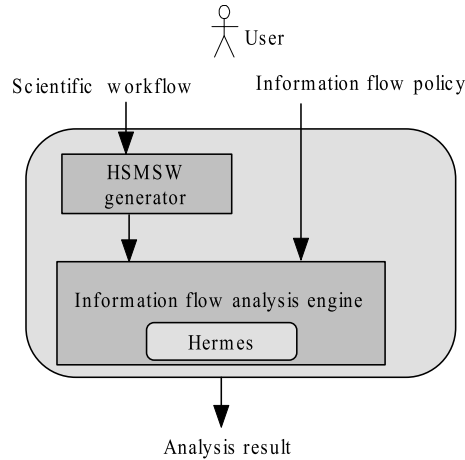 User
Scientific workflow
Information flow policy
HSMSW
generator
Information flow analysis engine
Hermes
Analysis result